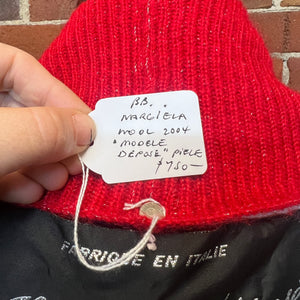 BB.
MARGIELA
WOOL 2004
"MODELE
DEPOSE" PIECE
$750—
FABRIQUE EN ITALIE